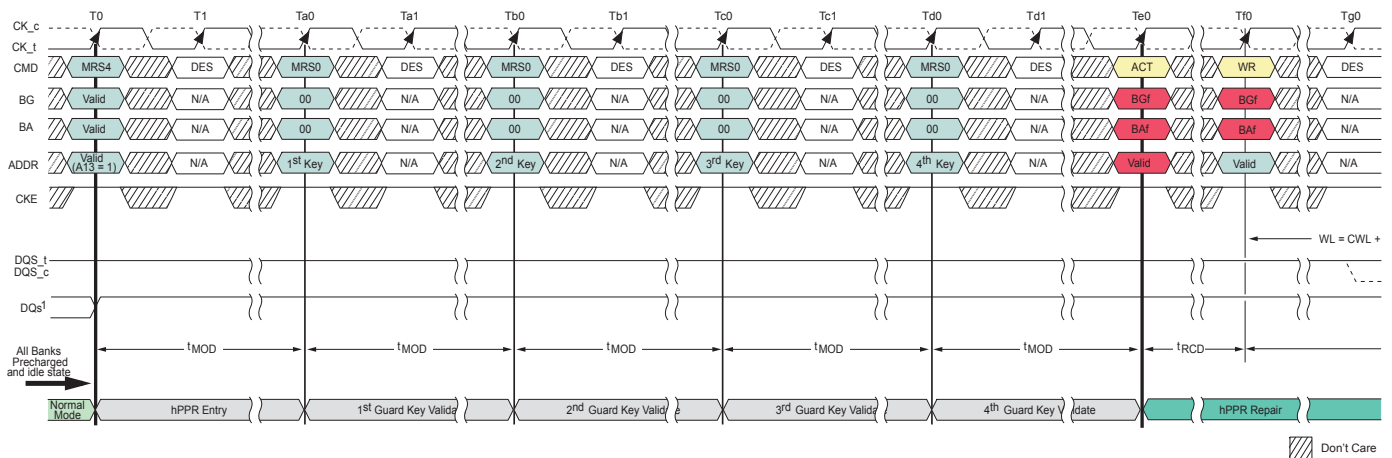 T0 T1 Ta0 Ta1 Tb0 Tb1 Tc0 Tc1 Td0 Td1 Te0 Tf0 Tg0
CK_c
CK_t
CMD MRS4 DES MRS0 DES MRS0 DES MRS0 DES MRS0 DES ACT WR DES
BG Valid N/A 00 N/A 00 N/A 00 N/A 00 N/A BGf BGf N/A
BA Valid N/A 00 N/A 00 N/A 00 N/A 00 N/A BAf BAf N/A
ADDR Valid (A13 = 1) N/A 1st Key N/A 2nd Key N/A 3rd Key N/A 4th Key N/A Valid Valid N/A
CKE
WL = CWL +
DQS_t
DQS_c
DQs1
tMOD tMOD tMOD tMOD tMOD tRCD
All Banks
Precharged
and idle state
Normal Mode hPPR Entry 1st Guard Key Valida 2nd Guard Key Validate 3rd Guard Key Valida 4th Guard Key Validate hPPR Repair
Don't Care